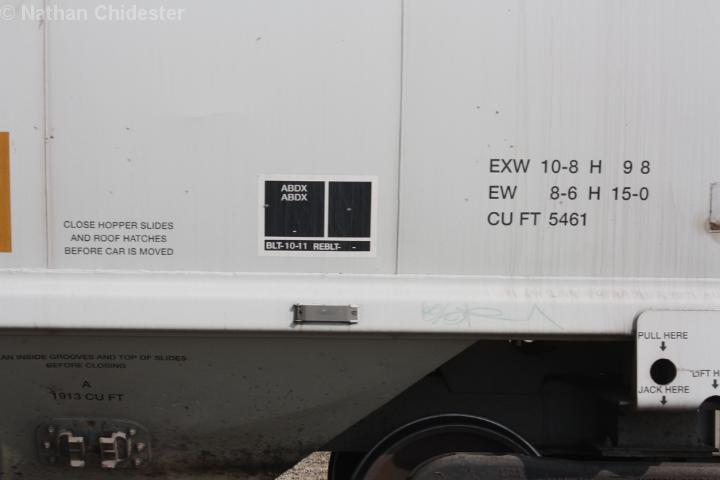 © Nathan Chidester
EXW 10-8 H 9 8
EW 8-6 H 15-0
CU FT 5461
ABDX
ABDX
-
-
BLT-10-11 REBLT- -
CLOSE HOPPER SLIDES
AND ROOF HATCHES
BEFORE CAR IS MOVED
PULL HERE
LIFT H
JACK HERE
AN INSIDE GROOVES AND TOP OF SLIDES
BEFORE CLOSING
A
1913 CU FT